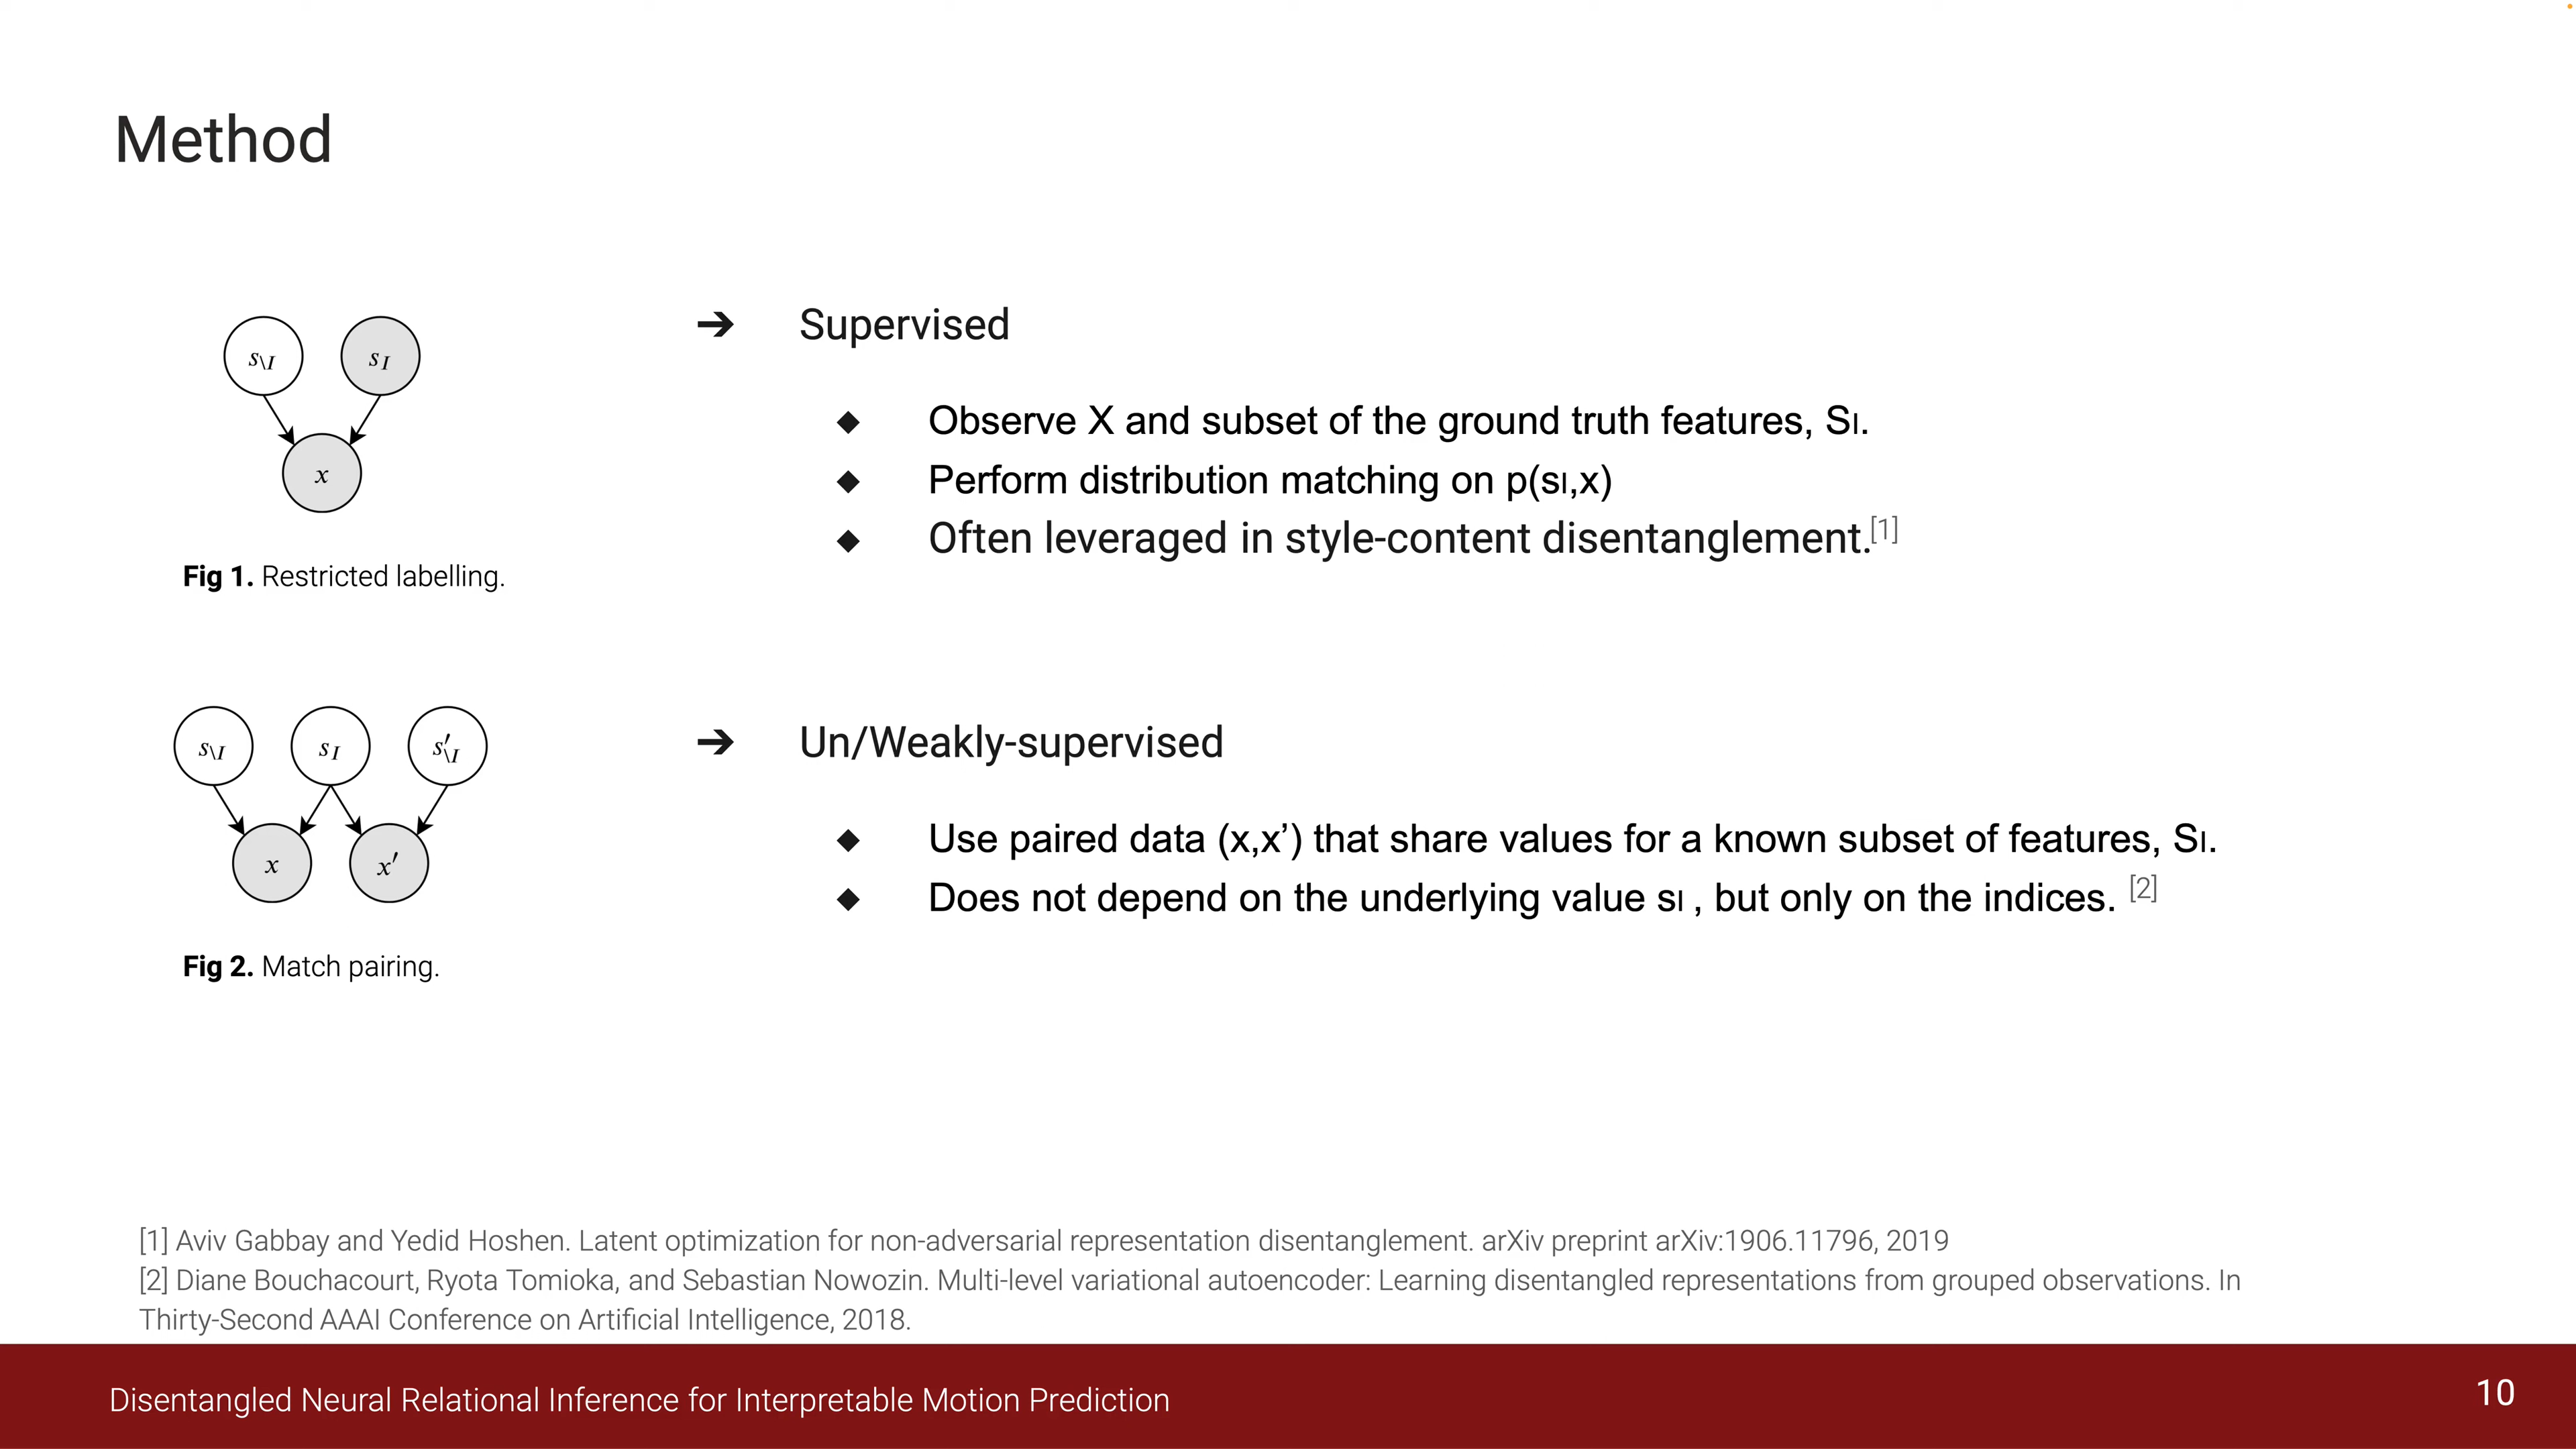 Method
s\I sI
x
Fig 1. Restricted labelling.
➔ Supervised
◆ Observe X and subset of the ground truth features, SI.
◆ Perform distribution matching on p(sI,x)
◆ Often leveraged in style-content disentanglement.[1]
s\I sI s′\I
x x′
Fig 2. Match pairing.
➔ Un/Weakly-supervised
◆ Use paired data (x,x’) that share values for a known subset of features, SI.
◆ Does not depend on the underlying value sI , but only on the indices. [2]
[1] Aviv Gabbay and Yedid Hoshen. Latent optimization for non-adversarial representation disentanglement. arXiv preprint arXiv:1906.11796, 2019
[2] Diane Bouchacourt, Ryota Tomioka, and Sebastian Nowozin. Multi-level variational autoencoder: Learning disentangled representations from grouped observations. In
Thirty-Second AAAI Conference on Artificial Intelligence, 2018.
Disentangled Neural Relational Inference for Interpretable Motion Prediction
10